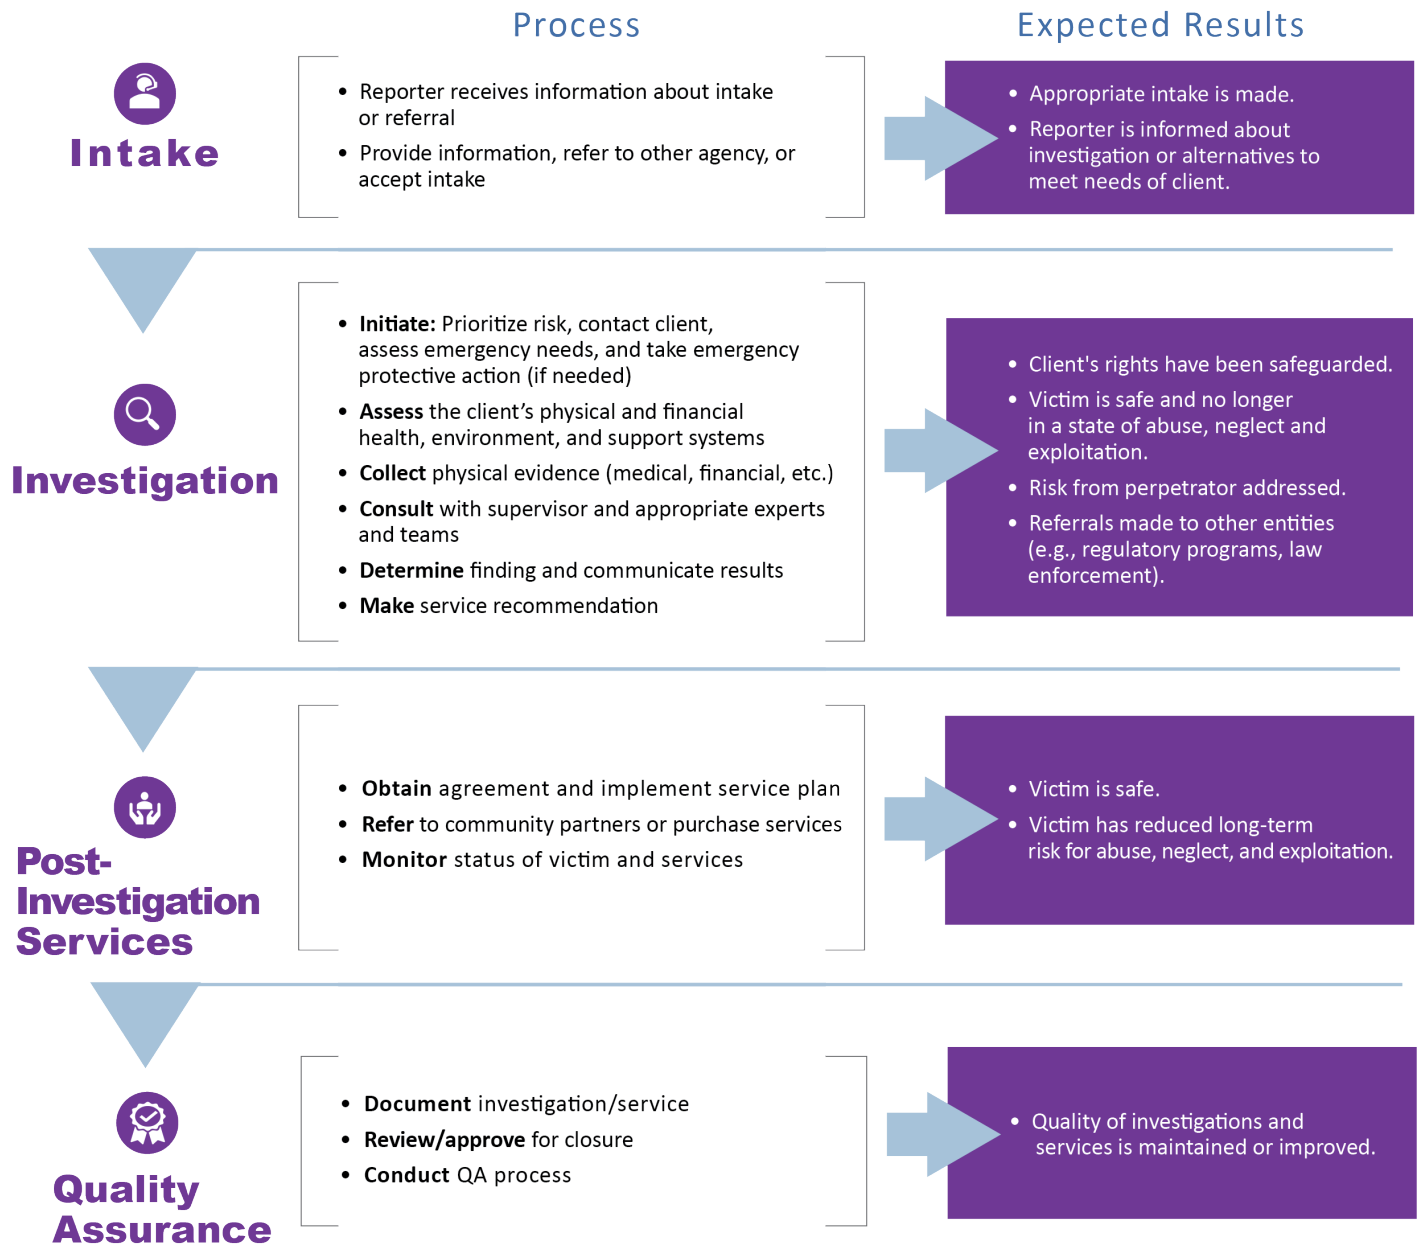 Process
Expected Results
Intake
• Reporter receives information about intake
or referral
• Provide information, refer to other agency, or
accept intake
• Appropriate intake is made.
• Reporter is informed about
investigation or alternatives to
meet needs of client.
Investigation
• Initiate: Prioritize risk, contact client,
assess emergency needs, and take emergency
protective action (if needed)
• Assess the client’s physical and financial
health, environment, and support systems
• Collect physical evidence (medical, financial, etc.)
• Consult with supervisor and appropriate experts
and teams
• Determine finding and communicate results
• Make service recommendation
• Client's rights have been safeguarded.
• Victim is safe and no longer
in a state of abuse, neglect and
exploitation.
• Risk from perpetrator addressed.
• Referrals made to other entities
(e.g., regulatory programs, law
enforcement).
Post-
Investigation
Services
• Obtain agreement and implement service plan
• Refer to community partners or purchase services
• Monitor status of victim and services
• Victim is safe.
• Victim has reduced long-term
risk for abuse, neglect, and exploitation.
Quality
Assurance
• Document investigation/service
• Review/approve for closure
• Conduct QA process
• Quality of investigations and
services is maintained or improved.